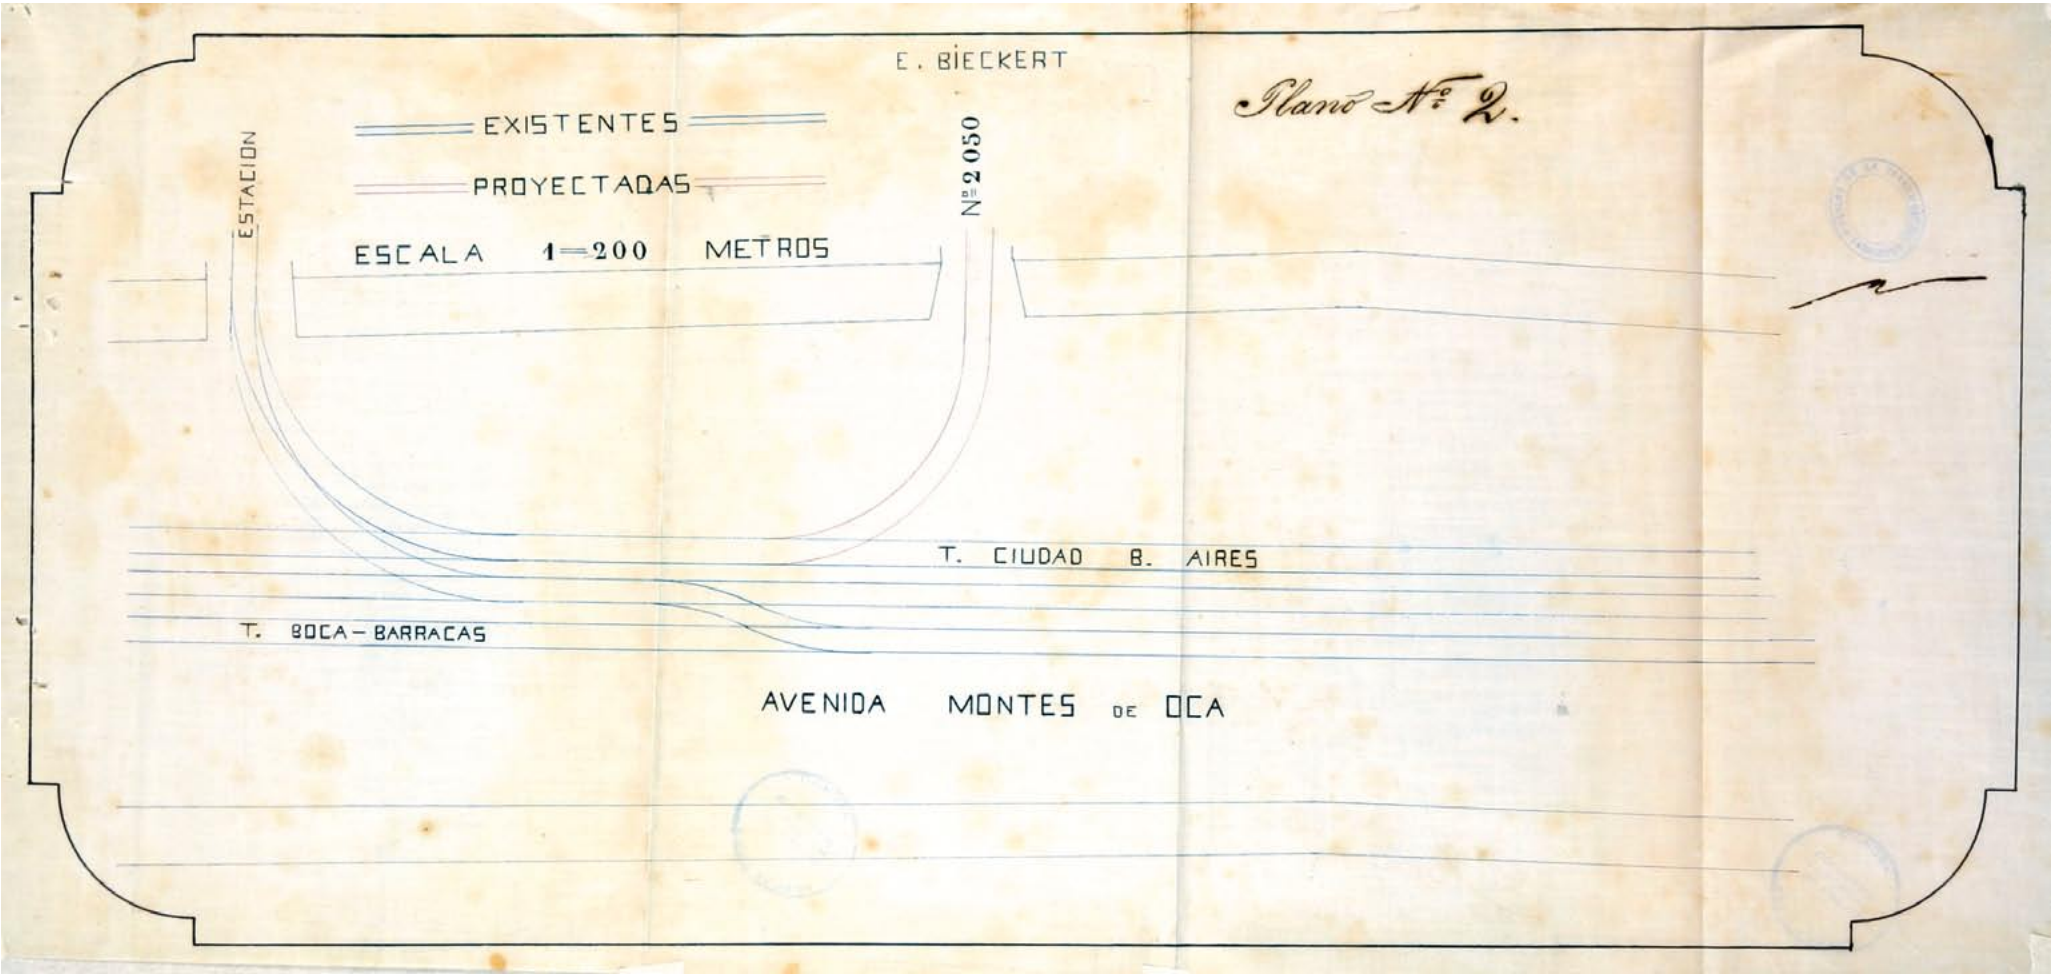 E. BIECKERT
Plano Nº 2.
EXISTENTES
ESTACION
Nº 2050
PROYECTADAS
ESCALA 1=200 METROS
T. CIUDAD B. AIRES
T. BOCA-BARRACAS
AVENIDA MONTES DE OCA